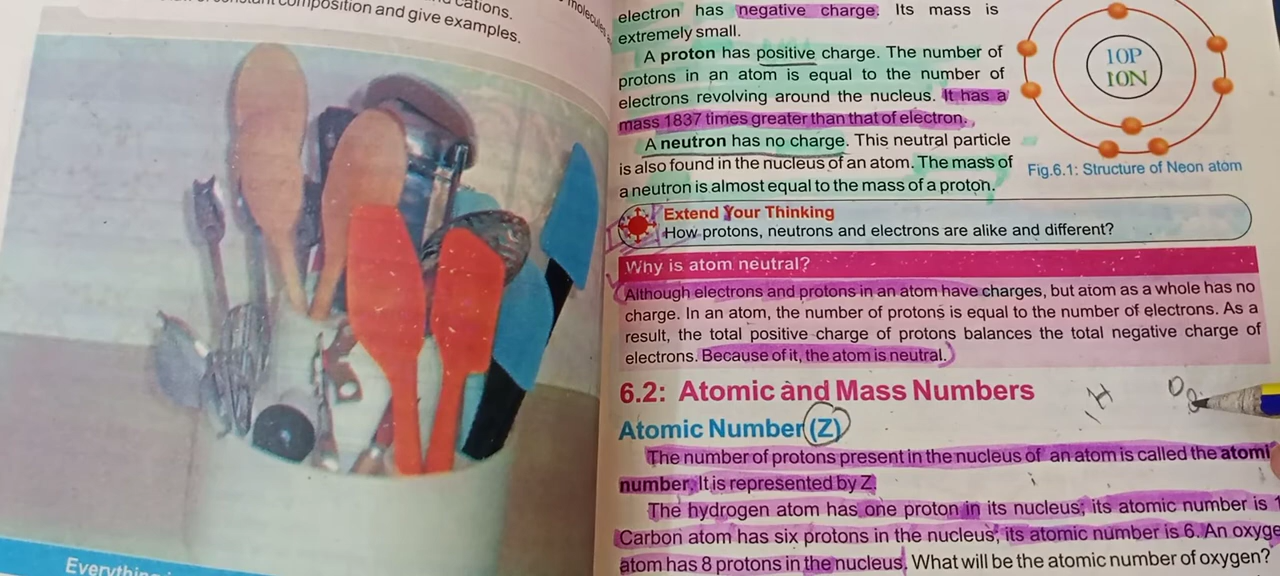 cations.
composition and give examples.
Everything
electron has negative charge. Its mass is
extremely small.
A proton has positive charge. The number of
protons in an atom is equal to the number of
electrons revolving around the nucleus. It has a
mass 1837 times greater than that of electron.
A neutron has no charge. This neutral particle
is also found in the nucleus of an atom. The mass of
a neutron is almost equal to the mass of a proton.
10P
10N
Fig.6.1: Structure of Neon atom
Extend Your Thinking
How protons, neutrons and electrons are alike and different?
Why is atom neutral?
Although electrons and protons in an atom have charges, but atom as a whole has no
charge. In an atom, the number of protons is equal to the number of electrons. As a
result, the total positive charge of protons balances the total negative charge of
electrons. Because of it, the atom is neutral.
6.2: Atomic and Mass Numbers
Atomic Number (Z)
H
The number of protons present in the nucleus of an atom is called the atomi
number. It is represented by Z.
The hydrogen atom has one proton in its nucleus; its atomic number is 1
Carbon atom has six protons in the nucleus; its atomic number is 6. An oxyge
atom has 8 protons in the nucleus. What will be the atomic number of oxygen?